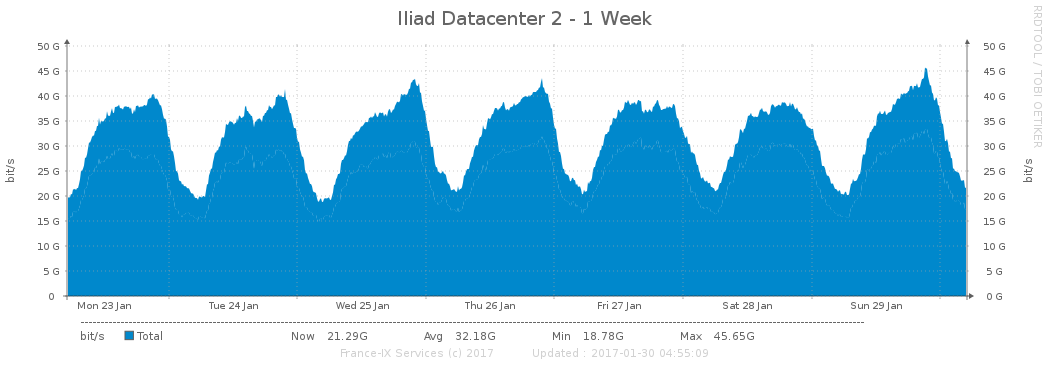 Iliad Datacenter 2 - 1 Week
RRDTOOL / TOBI OETIKER
50 G 50 G
45 G 45 G
40 G 40 G
35 G 35 G
30 G 30 G
25 G 25 G
20 G 20 G
15 G 15 G
10 G 10 G
5 G 5 G
0 0 G
bit/s bit/s
Mon 23 Jan Tue 24 Jan Wed 25 Jan Thu 26 Jan Fri 27 Jan Sat 28 Jan Sun 29 Jan
bit/s Total Now 21.29G Avg 32.18G Min 18.78G Max 45.65G
France-IX Services (c) 2017 Updated : 2017-01-30 04:55:09